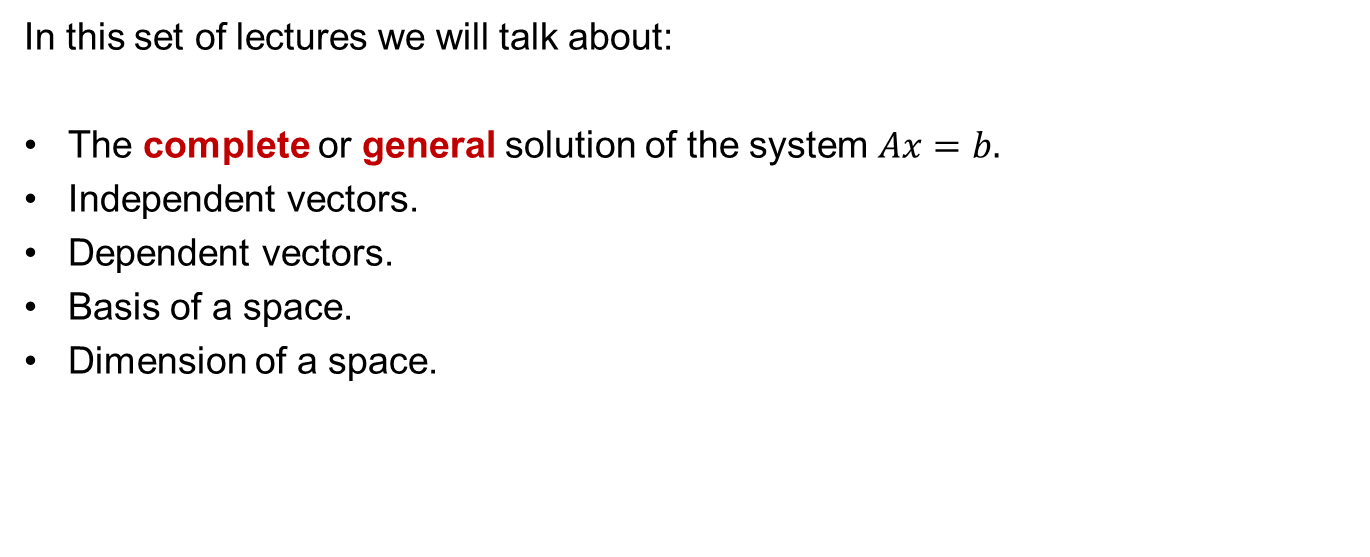 In this set of lectures we will talk about:
• The complete or general solution of the system Ax = b.
• Independent vectors.
• Dependent vectors.
• Basis of a space.
• Dimension of a space.